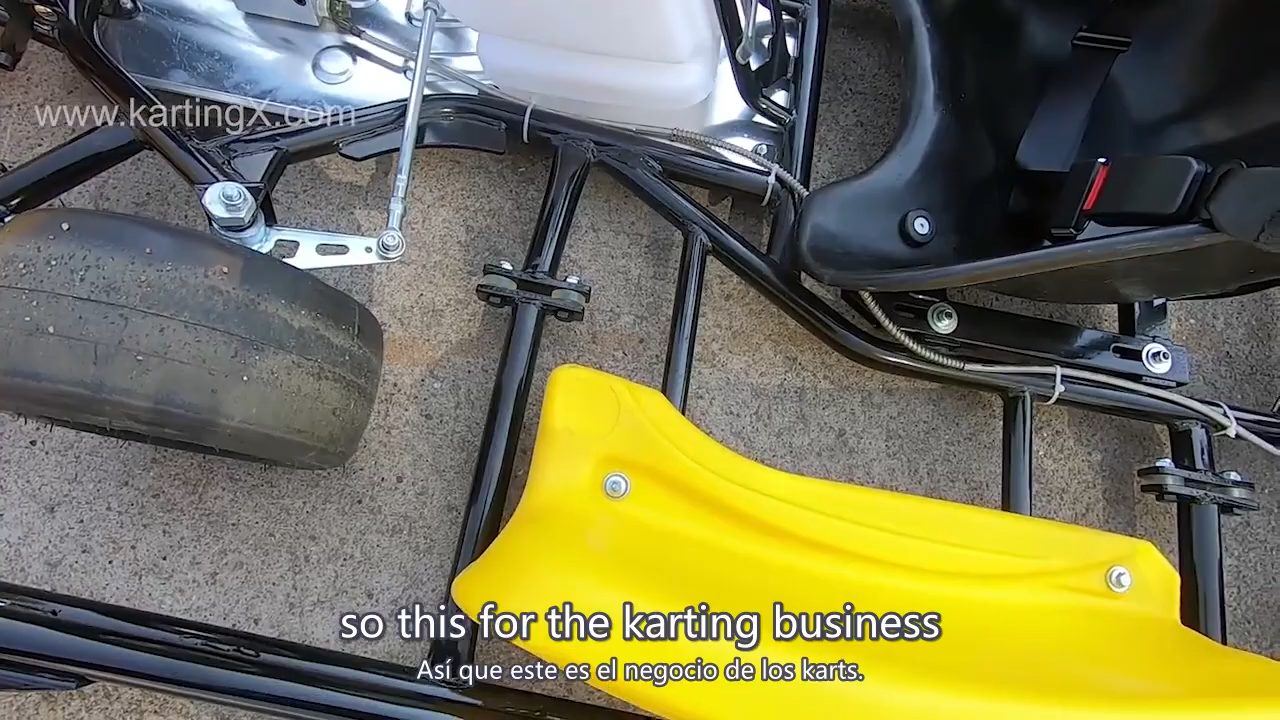 www.kartingX.com
so this for the karting business
Así que este es el negocio de los karts.